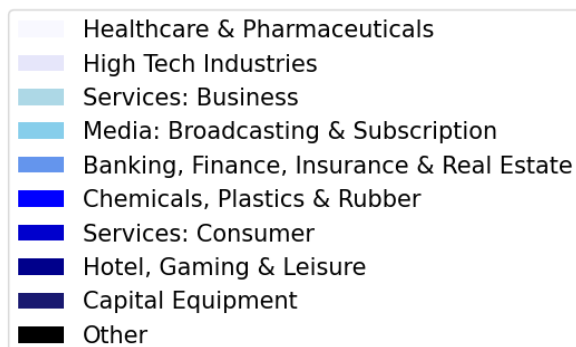 Healthcare & Pharmaceuticals
High Tech Industries
Services: Business
Media: Broadcasting & Subscription
Banking, Finance, Insurance & Real Estate
Chemicals, Plastics & Rubber
Services: Consumer
Hotel, Gaming & Leisure
Capital Equipment
Other